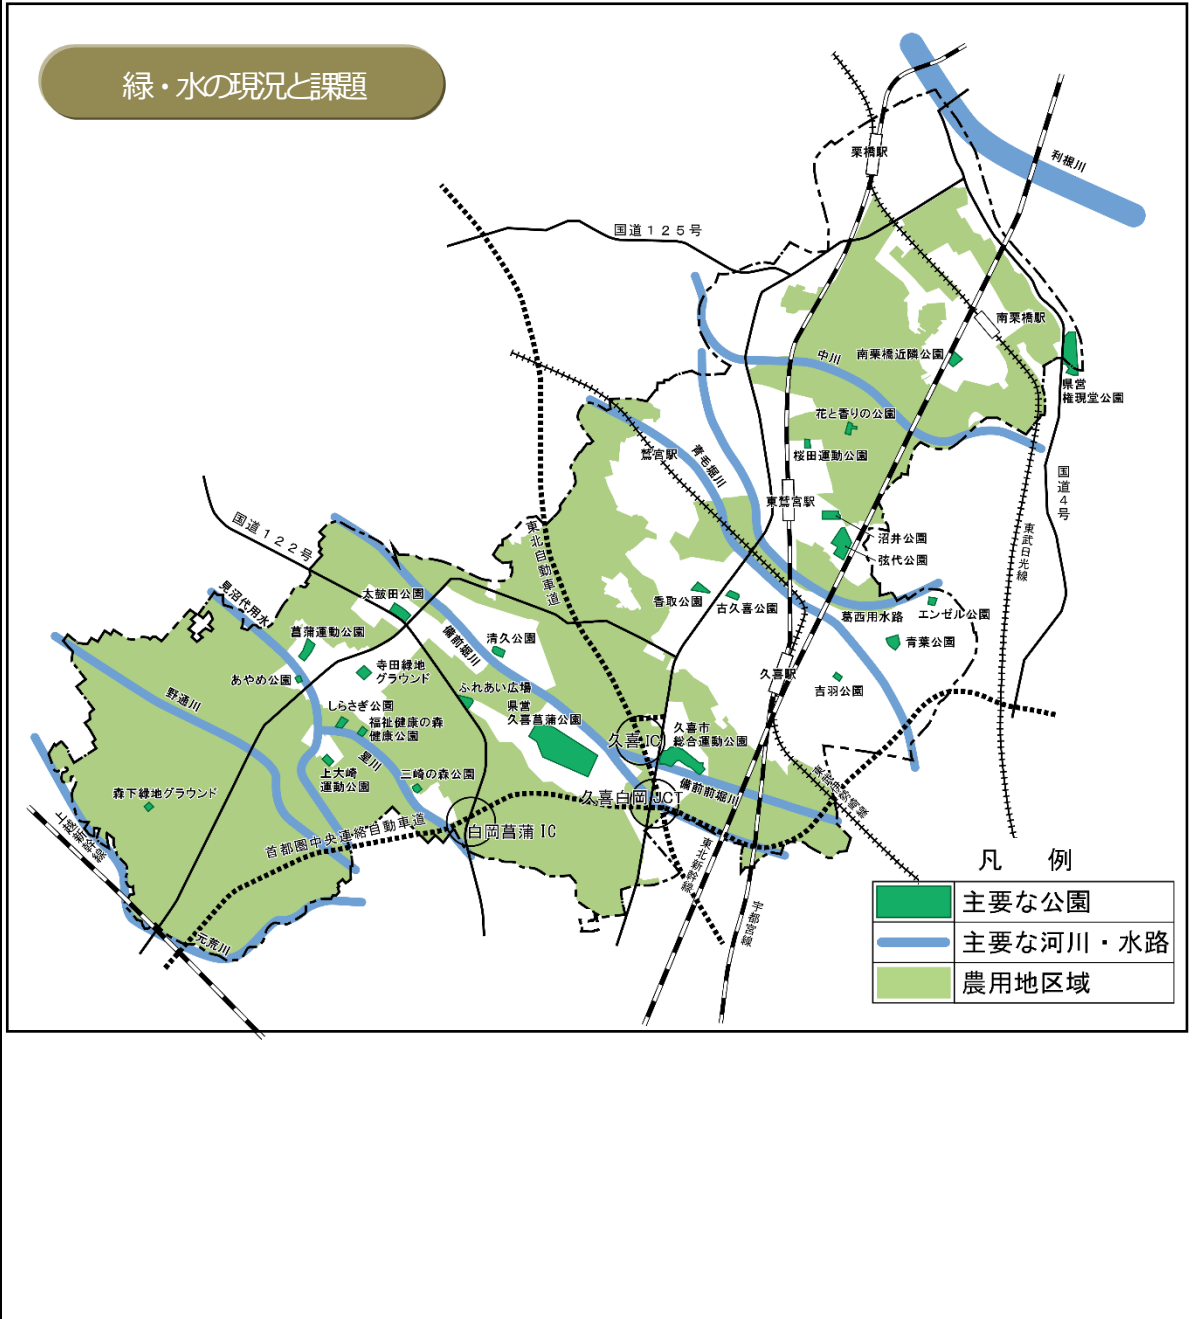 緑・水の現況と課題
利根川
栗橋駅
国道125号
南栗橋駅
中川
南栗橋近隣公園
県営
権現堂公園
花と香りの公園
桜田運動公園
鷲宮駅
青毛堀川
国道4号
東鷲宮駅
東武日光線
国道122号
東北自動車道
沼井公園
弦代公園
見沼代用水
太鼓田公園
香取公園
古久喜公園
葛西用水路
エンゼル公園
菖蒲運動公園
備前堀川
清久公園
青葉公園
あやめ公園
寺田緑地
グラウンド
久喜駅
吉羽公園
野通川
しらさぎ公園
ふれあい広場
県営
久喜菖蒲公園
福祉健康の森
健康公園
久喜IC
久喜市
総合運動公園
星川
上大崎
運動公園
三崎の森公園
備前前堀川
東武伊勢崎線
森下緑地グラウンド
久喜白岡JCT
上越新幹線
首都圏中央連絡自動車道
白岡菖蒲IC
東北新幹線
宇都宮線
元荒川
凡 例
主要な公園
主要な河川・水路
農用地区域